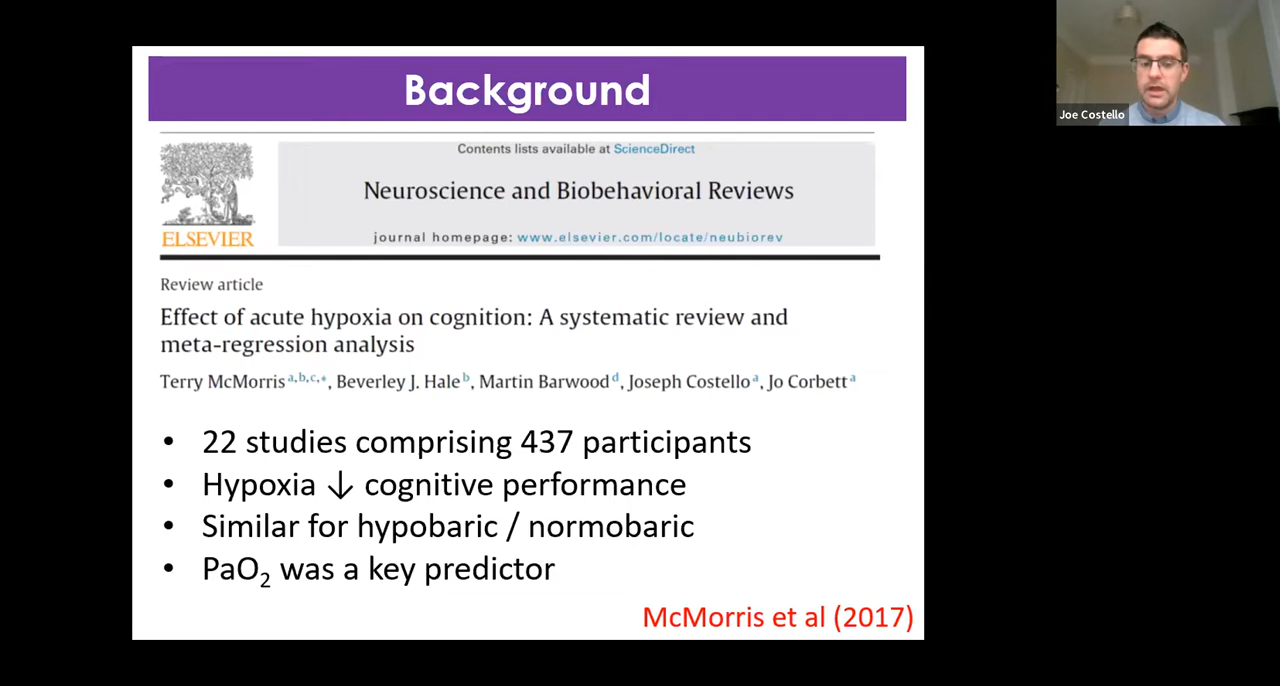 Background
Contents lists available at ScienceDirect
Neuroscience and Biobehavioral Reviews
ELSEVIER
journal homepage: www.elsevier.com/locate/neubiorev
Review article
Effect of acute hypoxia on cognition: A systematic review and
meta-regression analysis
Terry McMorris a,b,c,*, Beverley J. Hale b, Martin Barwood d, Joseph Costello a, Jo Corbett a
• 22 studies comprising 437 participants
• Hypoxia ↓ cognitive performance
• Similar for hypobaric / normobaric
• PaO2 was a key predictor
McMorris et al (2017)
Joe Costello